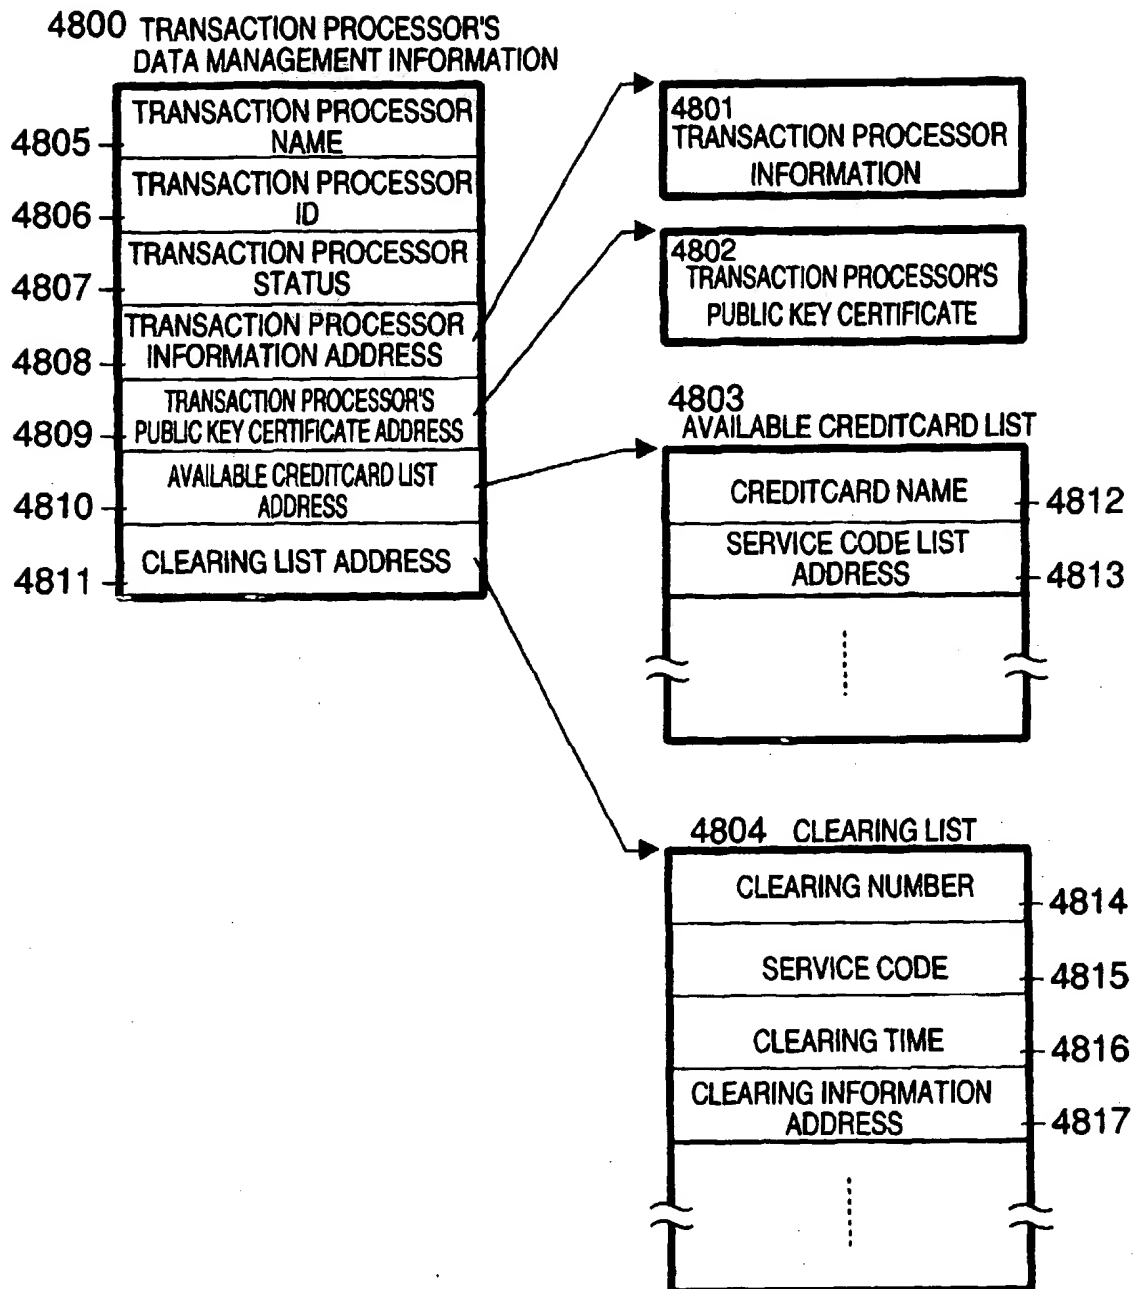 4800 TRANSACTION PROCESSOR'S
DATA MANAGEMENT INFORMATION
4805
TRANSACTION PROCESSOR
NAME
4806
TRANSACTION PROCESSOR
ID
4807
TRANSACTION PROCESSOR
STATUS
4808
TRANSACTION PROCESSOR
INFORMATION ADDRESS
4809
TRANSACTION PROCESSOR'S
PUBLIC KEY CERTIFICATE ADDRESS
4810
AVAILABLE CREDITCARD LIST
ADDRESS
4811
CLEARING LIST ADDRESS
4801
TRANSACTION PROCESSOR
INFORMATION
4802
TRANSACTION PROCESSOR'S
PUBLIC KEY CERTIFICATE
4803
AVAILABLE CREDITCARD LIST
CREDITCARD NAME
4812
SERVICE CODE LIST
ADDRESS
4813
4804 CLEARING LIST
CLEARING NUMBER
4814
SERVICE CODE
4815
CLEARING TIME
4816
CLEARING INFORMATION
ADDRESS
4817